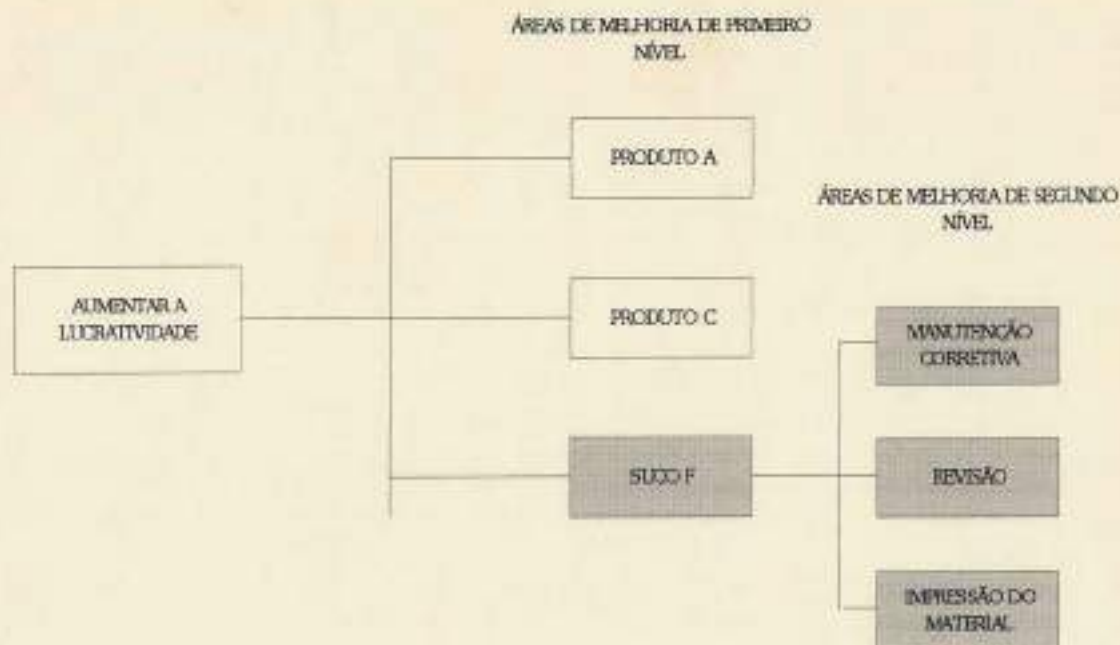 ÁREAS DE MELHORIA DE PRIMEIRO
NÍVEL
PRODUTO A
ÁREAS DE MELHORIA DE SEGUNDO
NÍVEL
AUMENTAR A
LUCRATIVIDADE
PRODUTO C
MANUTENÇÃO
CORRETIVA
SUCO F
REVISÃO
IMPRESSÃO DO
MATERIAL